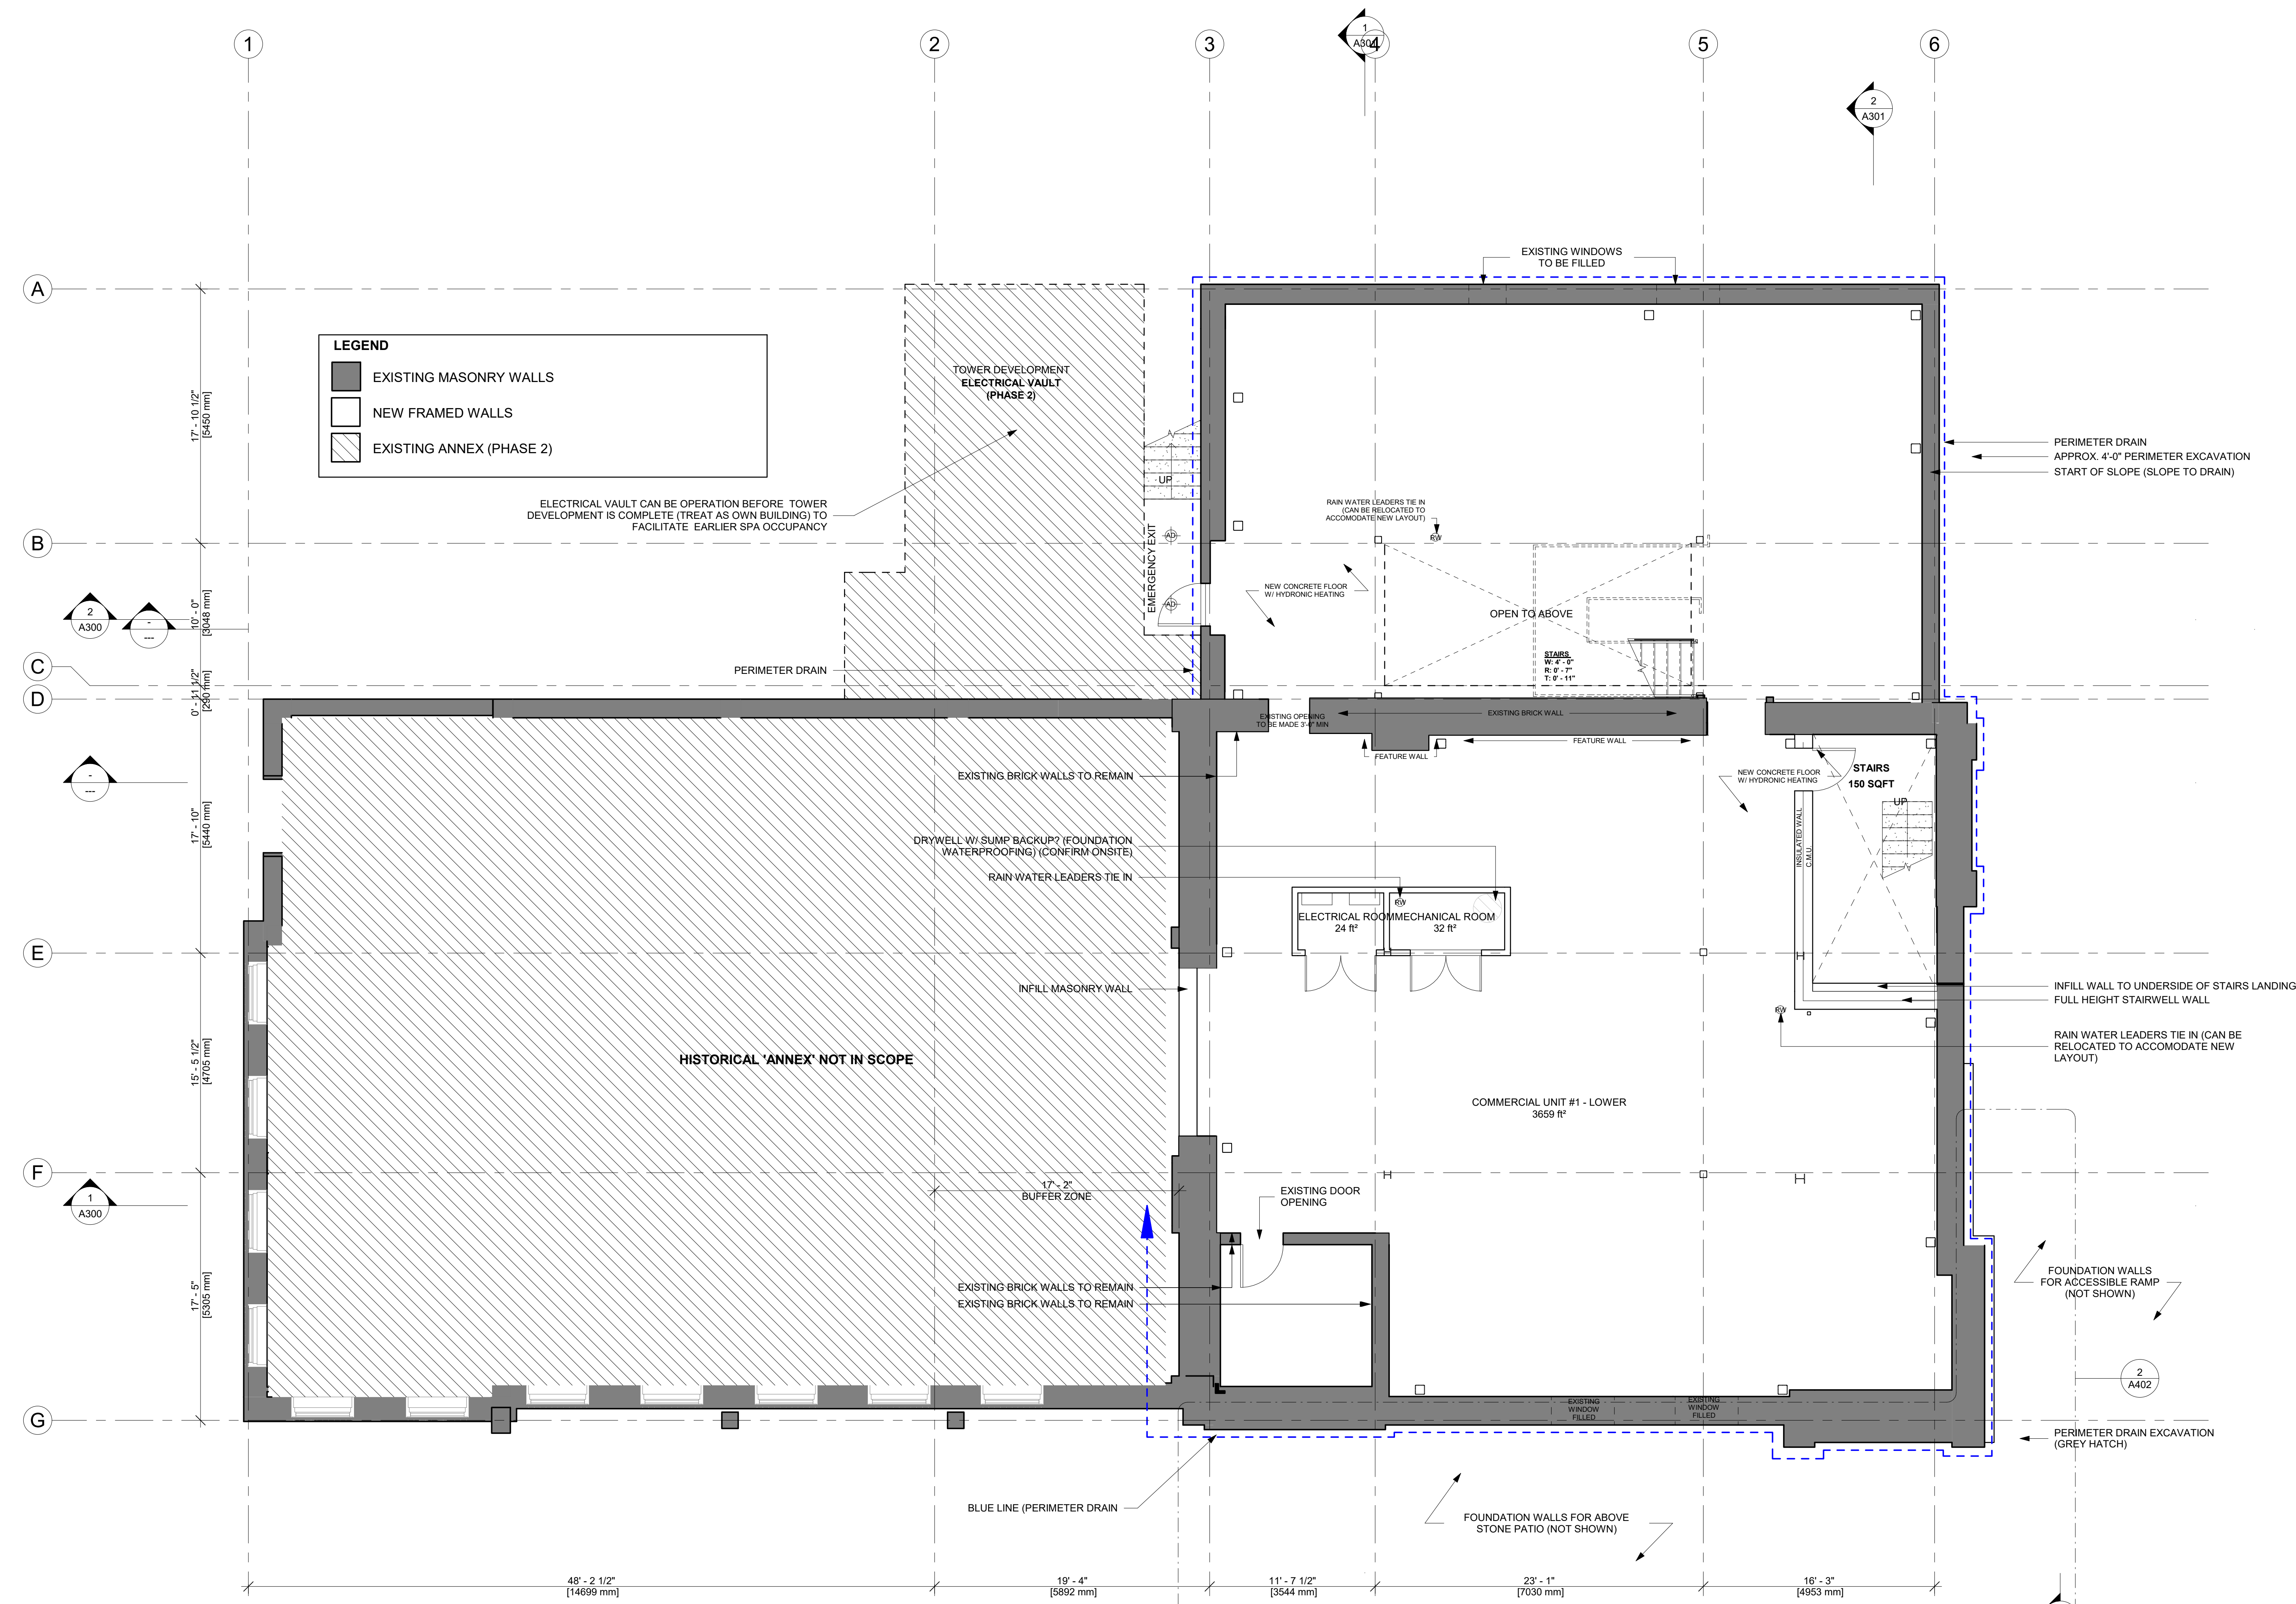 1
2
3
1
A301
4
5
6
2
A301
A
B
C
D
E
F
G
EXISTING WINDOWS
TO BE FILLED
LEGEND
EXISTING MASONRY WALLS
NEW FRAMED WALLS
EXISTING ANNEX (PHASE 2)
TOWER DEVELOPMENT
ELECTRICAL VAULT
(PHASE 2)
17' - 10 1/2"
[5450 mm]
PERIMETER DRAIN
APPROX. 4'-0" PERIMETER EXCAVATION
START OF SLOPE (SLOPE TO DRAIN)
UP
ELECTRICAL VAULT CAN BE OPERATION BEFORE TOWER
DEVELOPMENT IS COMPLETE (TREAT AS OWN BUILDING) TO
FACILITATE EARLIER SPA OCCUPANCY
RAIN WATER LEADERS TIE IN
(CAN BE RELOCATED TO
ACCOMODATE NEW LAYOUT)
RW
AD
EMERGENCY EXIT
AD
NEW CONCRETE FLOOR
W/ HYDRONIC HEATING
OPEN TO ABOVE
2
A300
-
---
10' - 0"
[3048 mm]
STAIRS
W: 4' - 0"
R: 0' - 7"
T: 0' - 11"
PERIMETER DRAIN
0' - 11 1/2"
[290 mm]
EXISTING OPENING
TO BE MADE 3'-0" MIN
EXISTING BRICK WALL
FEATURE WALL
FEATURE WALL
-
---
EXISTING BRICK WALLS TO REMAIN
NEW CONCRETE FLOOR
W/ HYDRONIC HEATING
STAIRS
150 SQFT
UP
INSULATED WALL
C.M.U.
17' - 10"
[5440 mm]
DRYWELL W/ SUMP BACKUP? (FOUNDATION
WATERPROOFING) (CONFIRM ONSITE)
RAIN WATER LEADERS TIE IN
RW
ELECTRICAL ROOM
24 ft²
MECHANICAL ROOM
32 ft²
INFILL MASONRY WALL
INFILL WALL TO UNDERSIDE OF STAIRS LANDING
FULL HEIGHT STAIRWELL WALL
RW
RAIN WATER LEADERS TIE IN (CAN BE
RELOCATED TO ACCOMODATE NEW
LAYOUT)
HISTORICAL 'ANNEX' NOT IN SCOPE
15' - 5 1/2"
[4705 mm]
COMMERCIAL UNIT #1 - LOWER
3659 ft²
1
A300
17' - 2"
BUFFER ZONE
EXISTING DOOR
OPENING
17' - 5"
[5305 mm]
EXISTING BRICK WALLS TO REMAIN
EXISTING BRICK WALLS TO REMAIN
FOUNDATION WALLS
FOR ACCESSIBLE RAMP
(NOT SHOWN)
2
A402
EXISTING
WINDOW
FILLED
EXISTING
WINDOW
FILLED
PERIMETER DRAIN EXCAVATION
(GREY HATCH)
BLUE LINE (PERIMETER DRAIN
FOUNDATION WALLS FOR ABOVE
STONE PATIO (NOT SHOWN)
48' - 2 1/2"
[14699 mm]
19' - 4"
[5892 mm]
11' - 7 1/2"
[3544 mm]
23' - 1"
[7030 mm]
16' - 3"
[4953 mm]